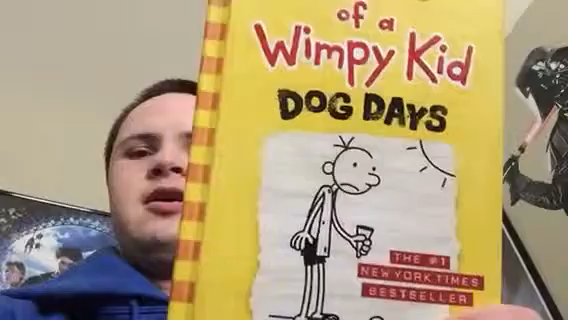 of a
Wimpy Kid
DOG DAYS
THE #1
NEW YORK TIMES
BESTSELLER